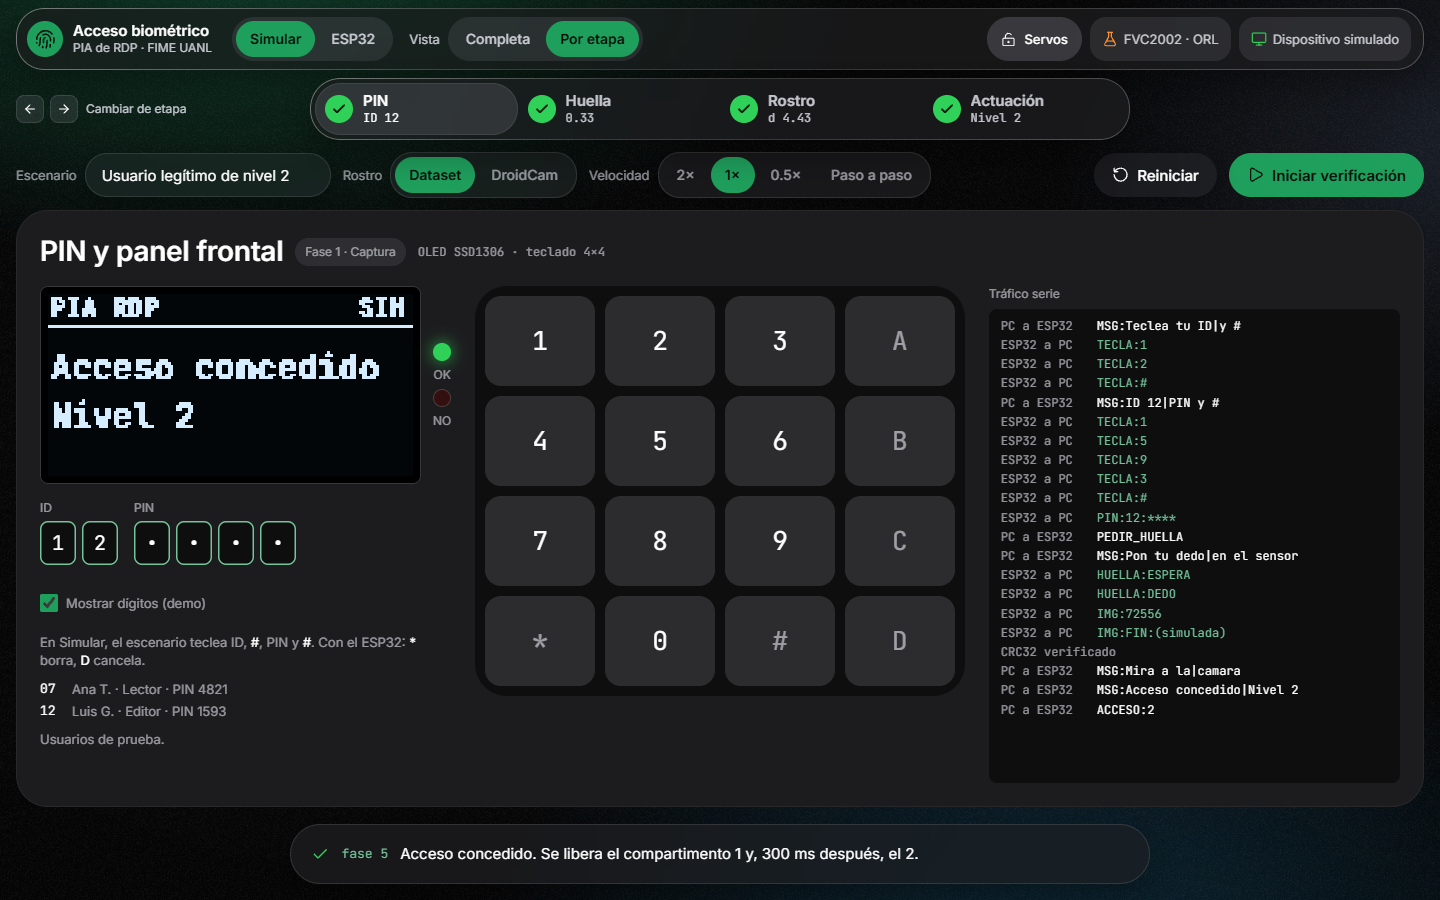 Acceso biométrico
PIA de RDP · FIME UANL
Simular
ESP32
Vista
Completa
Por etapa
Servos
FVC2002 · ORL
Dispositivo simulado
Cambiar de etapa
PIN
ID 12
Huella
0.33
Rostro
d 4.43
Actuación
Nivel 2
Escenario
Usuario legítimo de nivel 2
Rostro
Dataset
DroidCam
Velocidad
2×
1×
0.5×
Paso a paso
Reiniciar
Iniciar verificación
PIN y panel frontal
Fase 1 · Captura
OLED SSD1306 · teclado 4×4
PIA RDP
SIM
Acceso concedido
Nivel 2
OK
NO
ID
PIN
1 2 • • • •
Mostrar dígitos (demo)
En Simular, el escenario teclea ID, #, PIN y #. Con el ESP32: *
borra, D cancela.
07 Ana T. · Lector · PIN 4821
12 Luis G. · Editor · PIN 1593
Usuarios de prueba.
1 2 3 A
4 5 6 B
7 8 9 C
* 0 # D
Tráfico serie
PC a ESP32 MSG:Teclea tu ID|y #
ESP32 a PC TECLA:1
ESP32 a PC TECLA:2
ESP32 a PC TECLA:#
PC a ESP32 MSG:ID 12|PIN y #
ESP32 a PC TECLA:1
ESP32 a PC TECLA:5
ESP32 a PC TECLA:9
ESP32 a PC TECLA:3
ESP32 a PC TECLA:#
ESP32 a PC PIN:12:****
PC a ESP32 PEDIR_HUELLA
PC a ESP32 MSG:Pon tu dedo|en el sensor
ESP32 a PC HUELLA:ESPERA
ESP32 a PC HUELLA:DEDO
ESP32 a PC IMG:72556
ESP32 a PC IMG:FIN:(simulada)
CRC32 verificado
PC a ESP32 MSG:Mira a la|camara
PC a ESP32 MSG:Acceso concedido|Nivel 2
PC a ESP32 ACCESO:2
fase 5 Acceso concedido. Se libera el compartimento 1 y, 300 ms después, el 2.